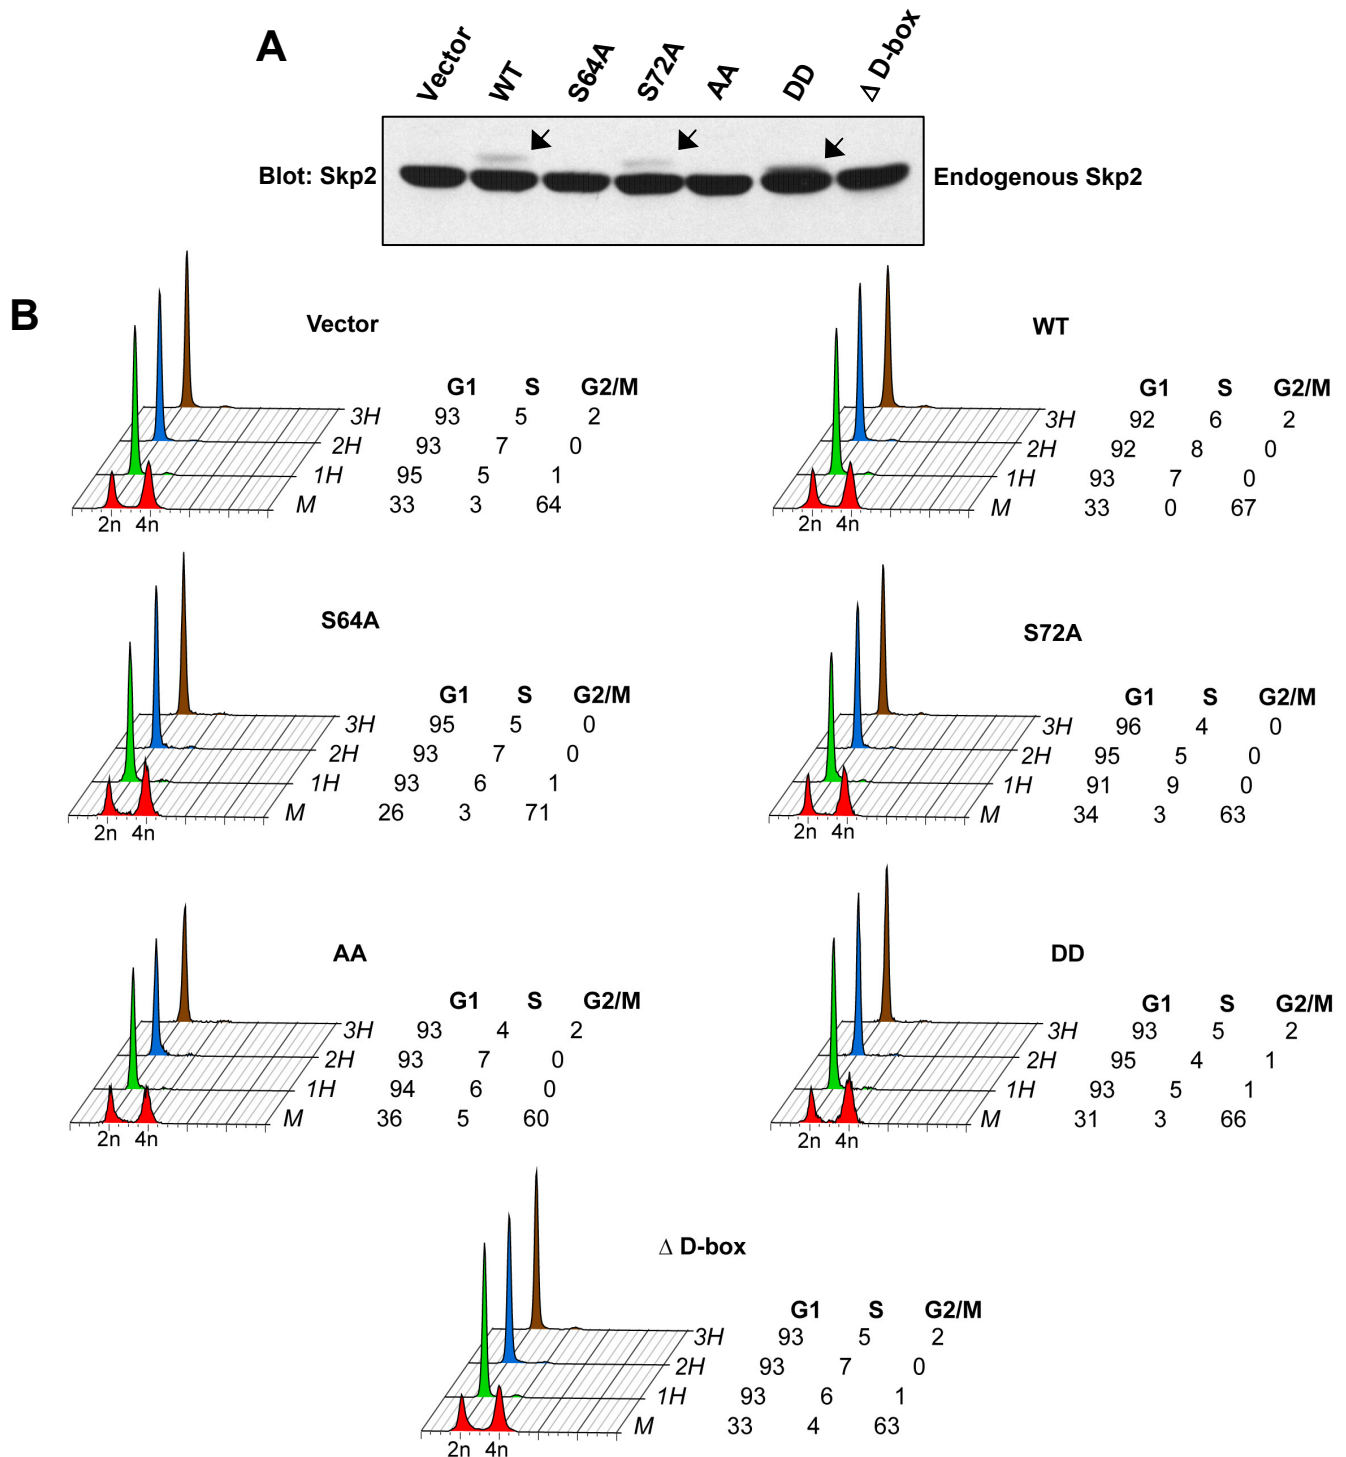 A
Vector WT S64A S72A AA DD Δ D-box
Blot: Skp2 Endogenous Skp2
B
Vector
G1 S G2/M
3H 93 5 2
2H 93 7 0
1H 95 5 1
M 33 3 64
2n 4n
WT
G1 S G2/M
3H 92 6 2
2H 92 8 0
1H 93 7 0
M 33 0 67
2n 4n
S64A
G1 S G2/M
3H 95 5 0
2H 93 7 0
1H 93 6 1
M 26 3 71
2n 4n
S72A
G1 S G2/M
3H 96 4 0
2H 95 5 0
1H 91 9 0
M 34 3 63
2n 4n
AA
G1 S G2/M
3H 93 4 2
2H 93 7 0
1H 94 6 0
M 36 5 60
2n 4n
DD
G1 S G2/M
3H 93 5 2
2H 95 4 1
1H 93 5 1
M 31 3 66
2n 4n
Δ D-box
G1 S G2/M
3H 93 5 2
2H 93 7 0
1H 93 6 1
M 33 4 63
2n 4n